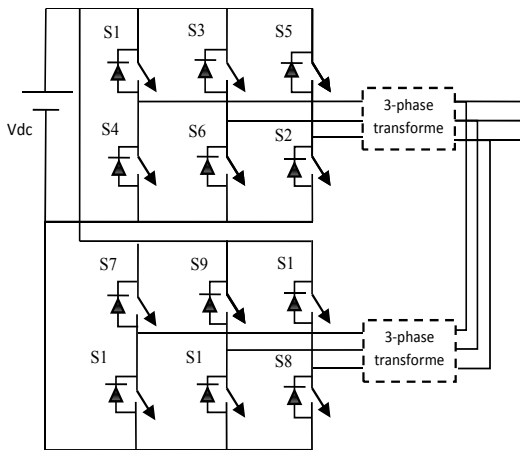 S1 S3 S5
3-phase
transforme
Vdc
S4 S6 S2
S7 S9 S1
3-phase
transforme
S1 S1 S8